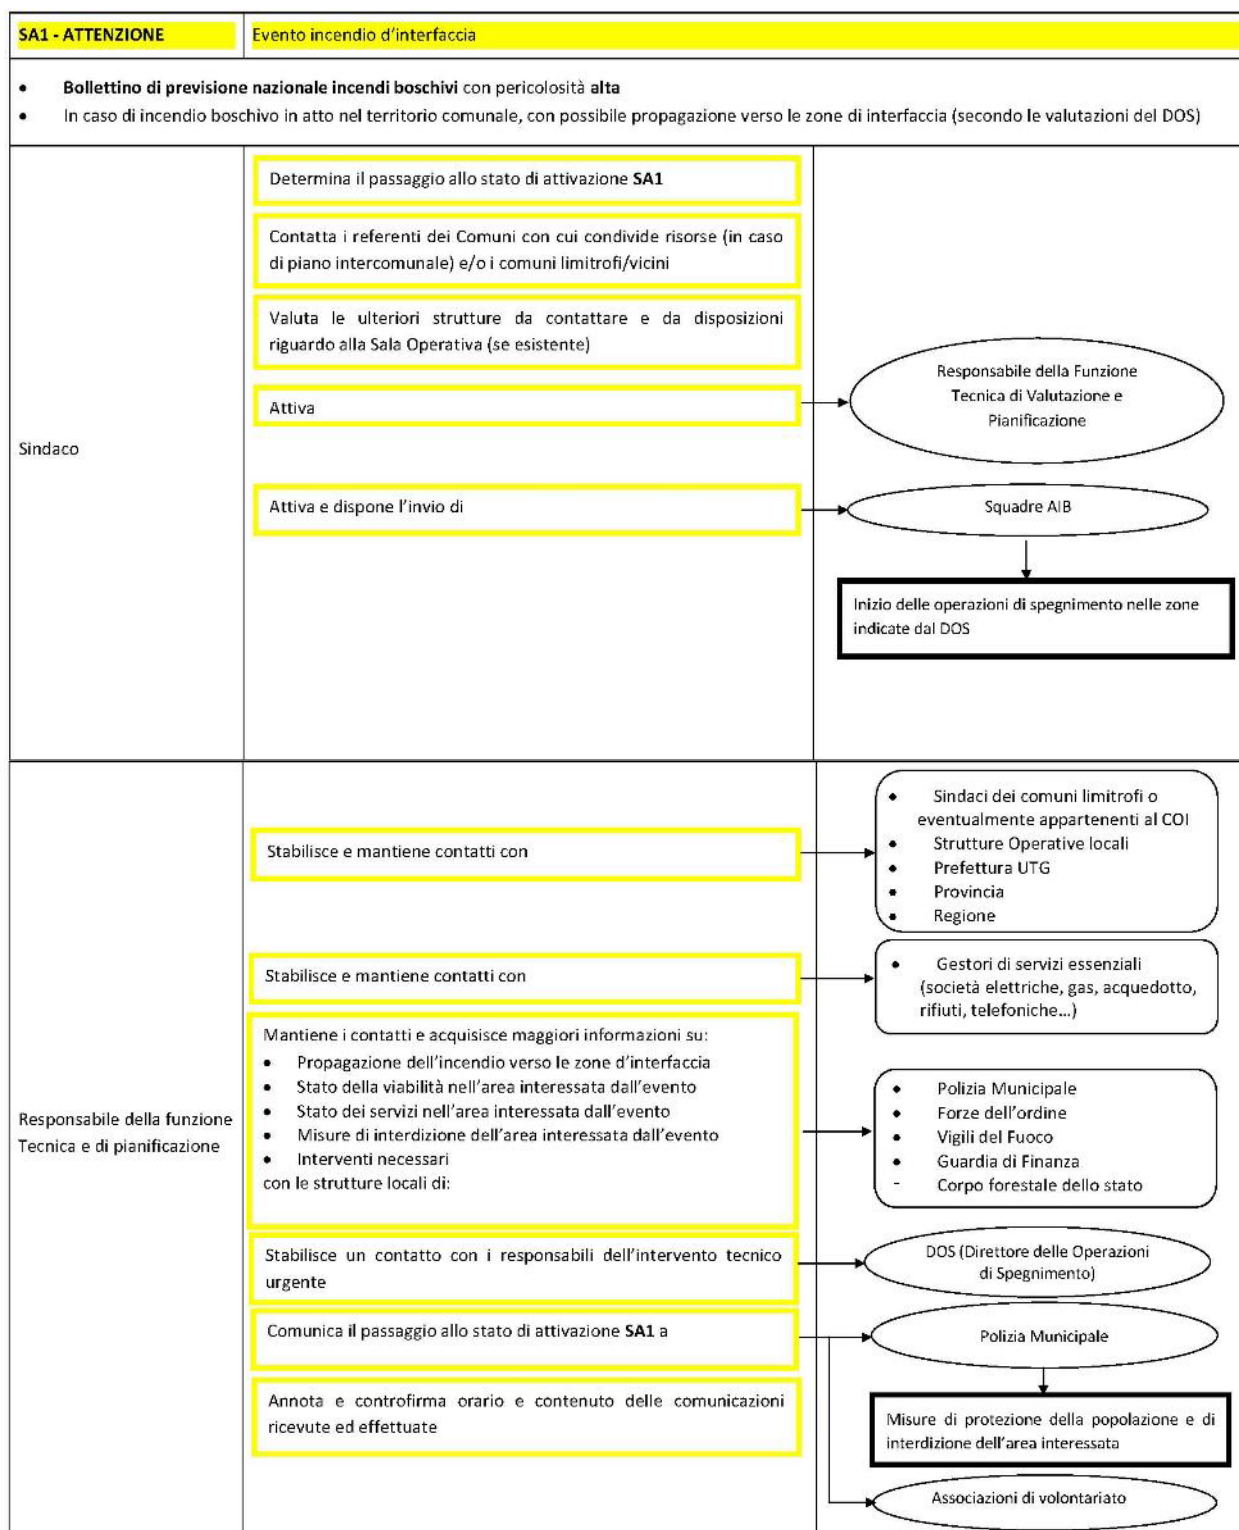 SA1 - ATTENZIONE
Evento incendio d'interfaccia
• Bollettino di previsione nazionale incendi boschivi con pericolosità alta
• In caso di incendio boschivo in atto nel territorio comunale, con possibile propagazione verso le zone di interfaccia (secondo le valutazioni del DOS)
Sindaco
Determina il passaggio allo stato di attivazione SA1
Contatta i referenti dei Comuni con cui condivide risorse (in caso
di piano intercomunale) e/o i comuni limitrofi/vicini
Valuta le ulteriori strutture da contattare e da disposizioni
riguardo alla Sala Operativa (se esistente)
Attiva
Responsabile della Funzione
Tecnica di Valutazione e
Pianificazione
Attiva e dispone l'invio di
Squadre AIB
Inizio delle operazioni di spegnimento nelle zone
indicate dal DOS
Responsabile della funzione
Tecnica e di pianificazione
Stabilisce e mantiene contatti con
• Sindaci dei comuni limitrofi o
eventualmente appartenenti al COI
• Strutture Operative locali
• Prefettura UTG
• Provincia
• Regione
Stabilisce e mantiene contatti con
• Gestori di servizi essenziali
(società elettriche, gas, acquedotto,
rifiuti, telefoniche…)
Mantiene i contatti e acquisisce maggiori informazioni su:
• Propagazione dell'incendio verso le zone d'interfaccia
• Stato della viabilità nell'area interessata dall'evento
• Stato dei servizi nell'area interessata dall'evento
• Misure di interdizione dell'area interessata dall'evento
• Interventi necessari
con le strutture locali di:
• Polizia Municipale
• Forze dell'ordine
• Vigili del Fuoco
• Guardia di Finanza
- Corpo forestale dello stato
Stabilisce un contatto con i responsabili dell'intervento tecnico
urgente
DOS (Direttore delle Operazioni
di Spegnimento)
Comunica il passaggio allo stato di attivazione SA1 a
Polizia Municipale
Annota e controfirma orario e contenuto delle comunicazioni
ricevute ed effettuate
Misure di protezione della popolazione e di
interdizione dell'area interessata
Associazioni di volontariato